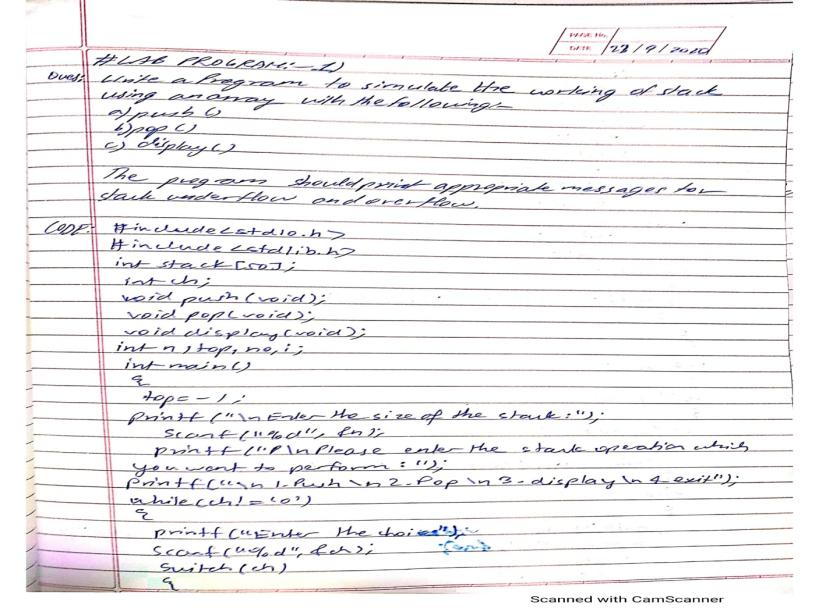 PAGE No.
DATE 22/9/2020
#LAB PROGRAM:-1)
Ques: Write a Program to simulate the working of stack
using an array with the following:-
a) push()
b) pop()
c) display()
The program should print appropriate messages for
stack underflow and overflow.
CODE: #include<stdio.h>
#include<stdlib.h>
int stack[50];
int ch;
void push(void);
void pop(void);
void display(void);
int n, top, no, i;
int main()
{
top=-1;
printf("\nEnter the size of the stack:");
scanf("%d", &n);
printf("P\nPlease enter the stack operation which
you want to perform:");
printf("\n 1.Push \n 2.Pop \n 3.display \n 4.exit");
while(ch!='0')
{
printf("Enter the choice");
scanf("%d", &ch);
switch(ch)
{
Scanned with CamScanner